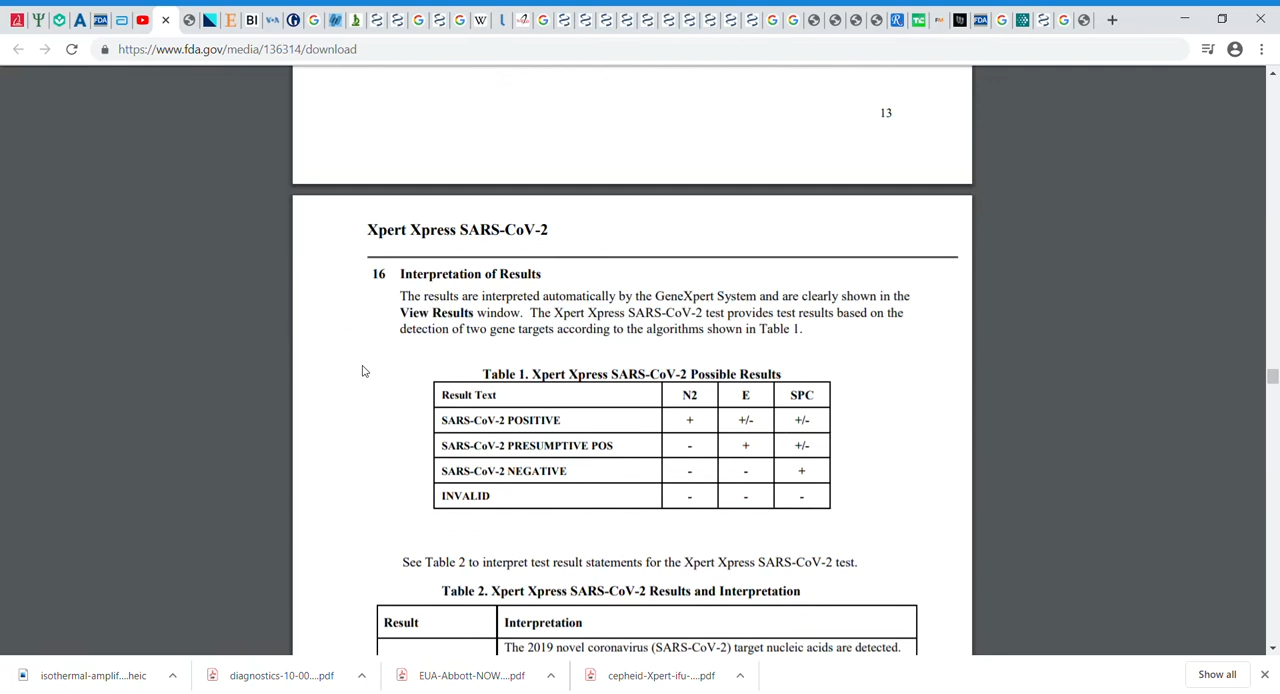 https://www.fda.gov/media/136314/download
13
Xpert Xpress SARS-CoV-2
16 Interpretation of Results
The results are interpreted automatically by the GeneXpert System and are clearly shown in the
View Results window. The Xpert Xpress SARS-CoV-2 test provides test results based on the
detection of two gene targets according to the algorithms shown in Table 1.
Table 1. Xpert Xpress SARS-CoV-2 Possible Results
Result Text N2 E SPC
SARS-CoV-2 POSITIVE + +/- +/-
SARS-CoV-2 PRESUMPTIVE POS - + +/-
SARS-CoV-2 NEGATIVE - - +
INVALID - - -
See Table 2 to interpret test result statements for the Xpert Xpress SARS-CoV-2 test.
Table 2. Xpert Xpress SARS-CoV-2 Results and Interpretation
Result Interpretation
The 2019 novel coronavirus (SARS-CoV-2) target nucleic acids are detected.
isothermal-amplif....heic diagnostics-10-00....pdf EUA-Abbott-NOW....pdf cepheid-Xpert-ifu-....pdf Show all